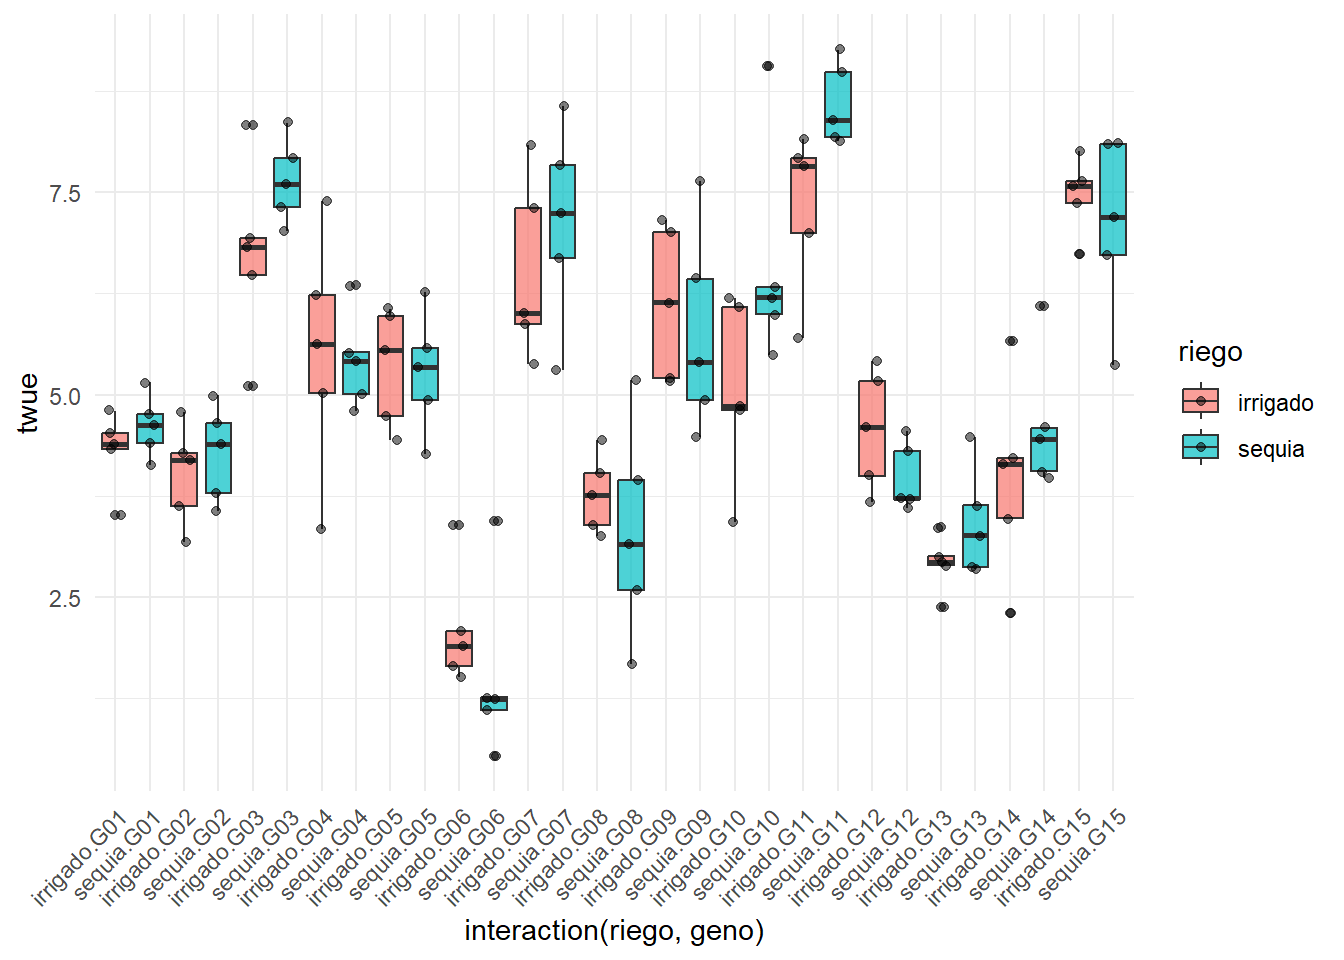 7.5
5.0
2.5
twue
irrigado.G01
sequia.G01
irrigado.G02
sequia.G02
irrigado.G03
sequia.G03
irrigado.G04
sequia.G04
irrigado.G05
sequia.G05
irrigado.G06
sequia.G06
irrigado.G07
sequia.G07
irrigado.G08
sequia.G08
irrigado.G09
sequia.G09
irrigado.G10
sequia.G10
irrigado.G11
sequia.G11
irrigado.G12
sequia.G12
irrigado.G13
sequia.G13
irrigado.G14
sequia.G14
irrigado.G15
sequia.G15
interaction(riego, geno)
riego
irrigado
sequia